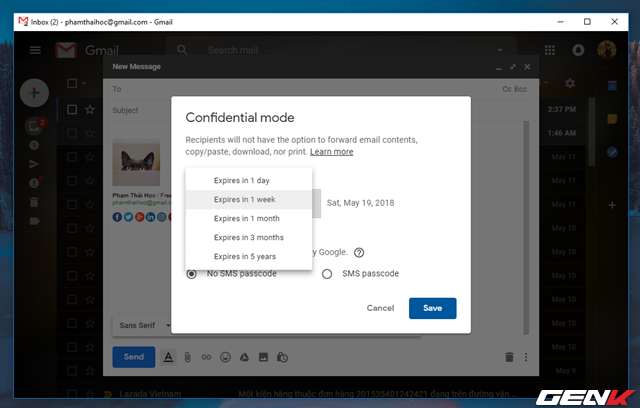 Inbox (2) - phamthaihoc@gmail.com - Gmail
Gmail
Search mail
New Message
To
Cc Bcc
Subject
2:37 PM
1:46 AM
May 11
May 11
May 11
May 11
May 10
May 10
May 10
May 10
May 10
May 10
May 10
May 9
Confidential mode
Recipients will not have the option to forward email contents,
copy/paste, download, nor print. Learn more
Expires in 1 day
Expires in 1 week
Sat, May 19, 2018
Expires in 1 month
Expires in 3 months
Expires in 5 years
y Google.
No SMS passcode
SMS passcode
Cancel
Save
Phạm Thái Học / Free
phamthaihoc@gmail.c
Sans Serif
Send
Lazada Vietnam
Một kiện hàng thuộc đơn hàng 201535401242421 đang trên đường vận ...
GENK